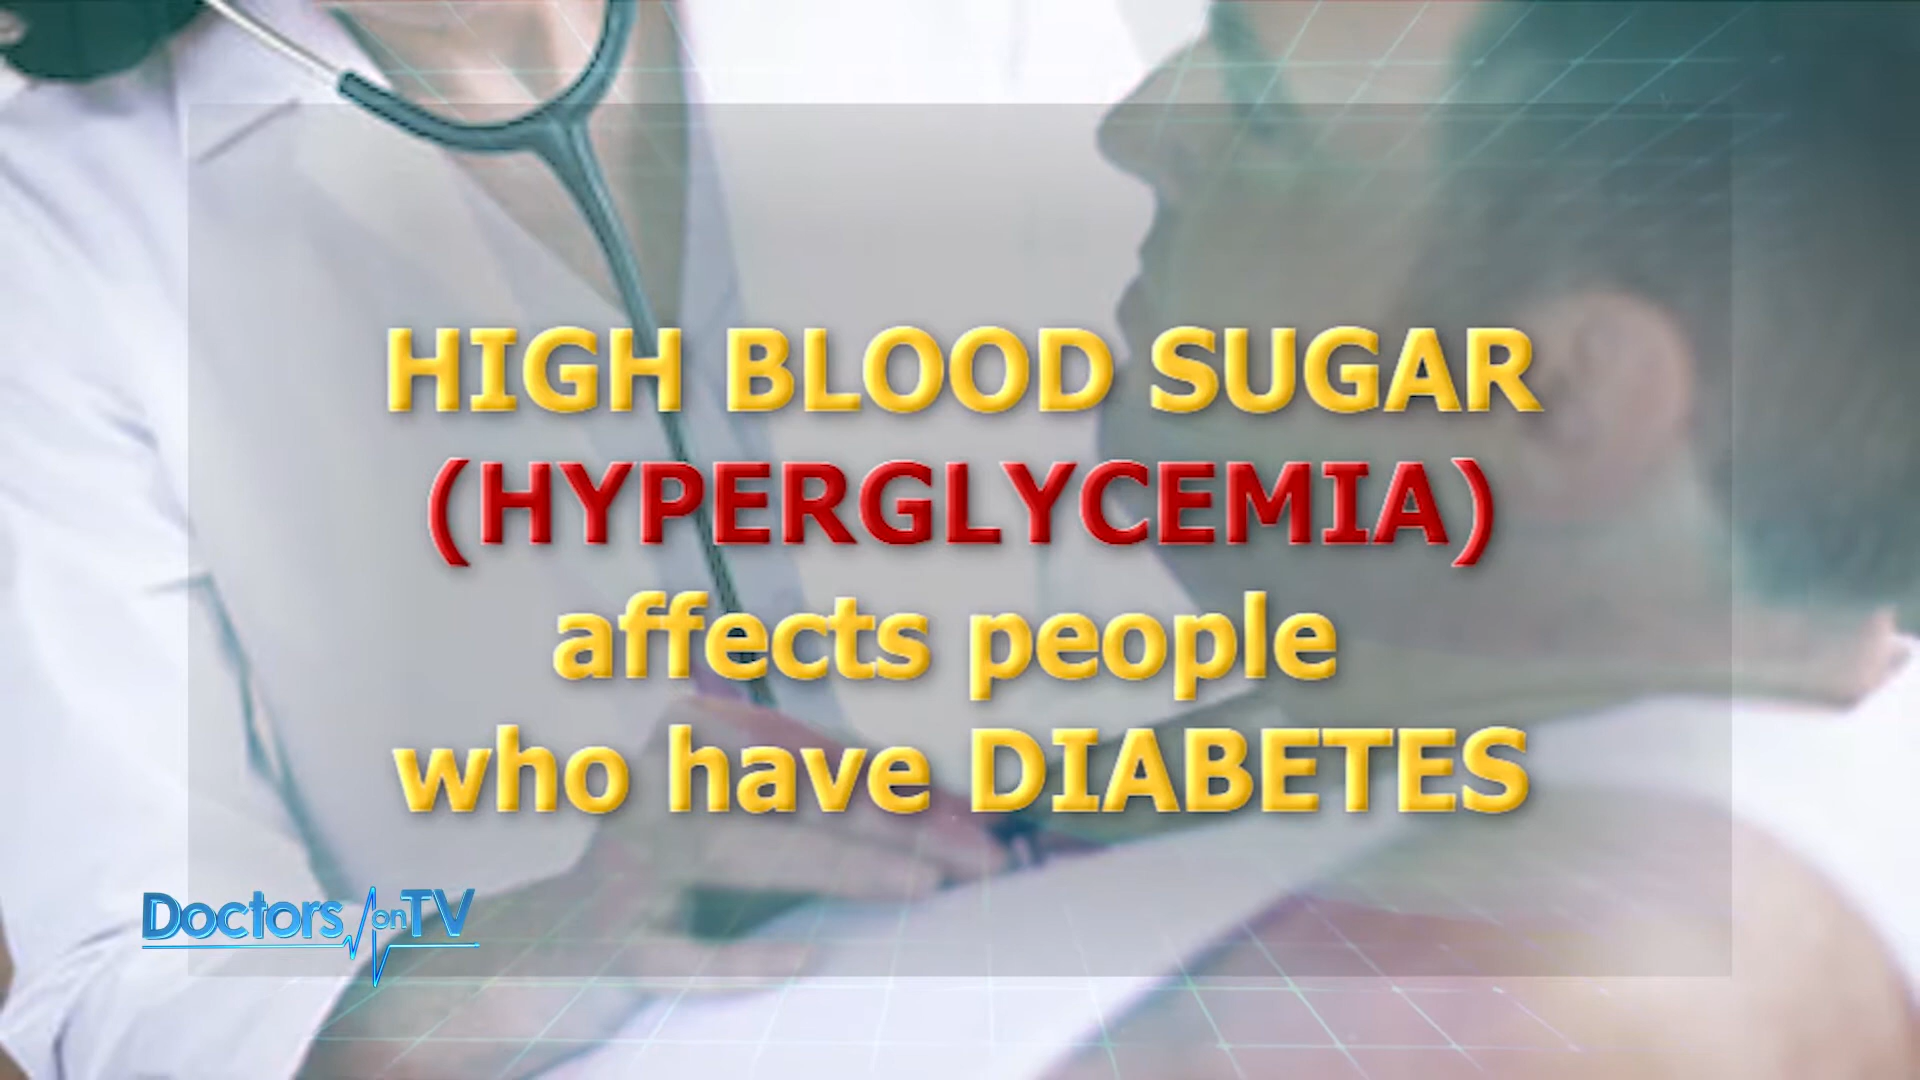 HIGH BLOOD SUGAR
(HYPERGLYCEMIA)
affects people
who have DIABETES
Doctors on TV